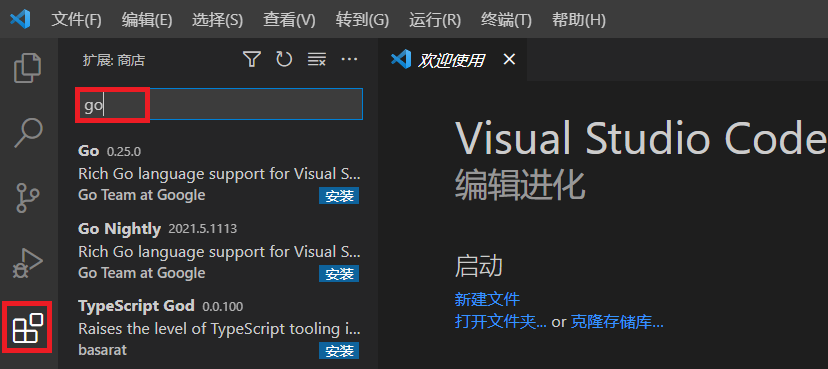 文件(F) 编辑(E) 选择(S) 查看(V) 转到(G) 运行(R) 终端(T) 帮助(H)
扩展: 商店
go
Go 0.25.0
Rich Go language support for Visual S...
Go Team at Google 安装
Go Nightly 2021.5.1113
Rich Go language support for Visual S...
Go Team at Google 安装
TypeScript God 0.0.100
Raises the level of TypeScript tooling i...
basarat 安装
欢迎使用
Visual Studio Code
编辑进化
启动
新建文件
打开文件夹... or 克隆存储库...